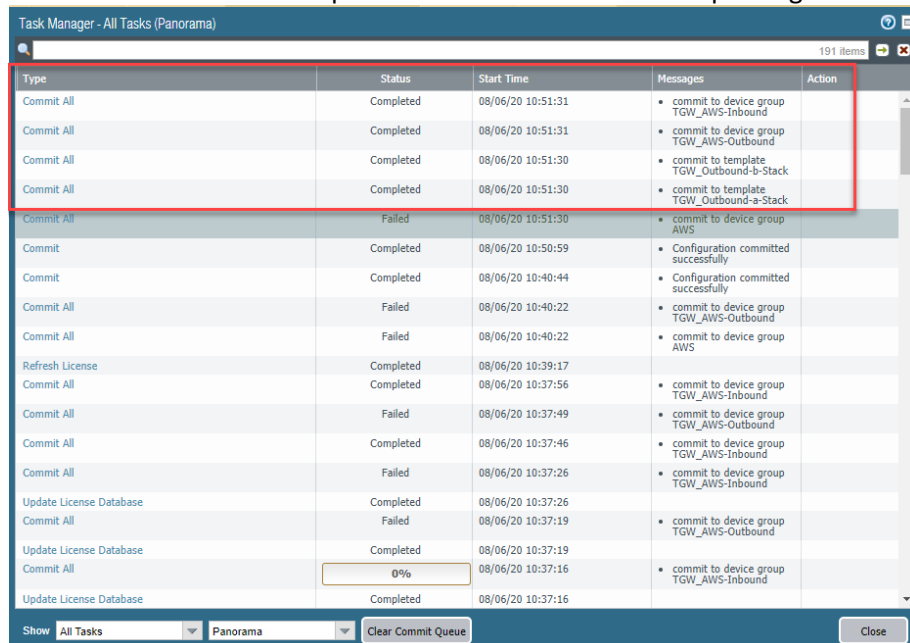 Task Manager - All Tasks (Panorama)
191 items
Type Status Start Time Messages Action
Commit All Completed 08/06/20 10:51:31 • commit to device group
TGW_AWS-Inbound
Commit All Completed 08/06/20 10:51:31 • commit to device group
TGW_AWS-Outbound
Commit All Completed 08/06/20 10:51:30 • commit to template
TGW_Outbound-b-Stack
Commit All Completed 08/06/20 10:51:30 • commit to template
TGW_Outbound-a-Stack
Commit All Failed 08/06/20 10:51:30 • commit to device group
AWS
Commit Completed 08/06/20 10:50:59 • Configuration committed
successfully
Commit Completed 08/06/20 10:40:44 • Configuration committed
successfully
Commit All Failed 08/06/20 10:40:22 • commit to device group
TGW_AWS-Outbound
Commit All Failed 08/06/20 10:40:22 • commit to device group
AWS
Refresh License Completed 08/06/20 10:39:17
Commit All Completed 08/06/20 10:37:56 • commit to device group
TGW_AWS-Inbound
Commit All Failed 08/06/20 10:37:49 • commit to device group
TGW_AWS-Outbound
Commit All Completed 08/06/20 10:37:46 • commit to device group
TGW_AWS-Inbound
Commit All Failed 08/06/20 10:37:26 • commit to device group
TGW_AWS-Inbound
Update License Database Completed 08/06/20 10:37:26
Commit All Failed 08/06/20 10:37:19 • commit to device group
TGW_AWS-Outbound
Update License Database Completed 08/06/20 10:37:19
Commit All 0% 08/06/20 10:37:16 • commit to device group
TGW_AWS-Inbound
Update License Database Completed 08/06/20 10:37:16
Show All Tasks Panorama Clear Commit Queue Close